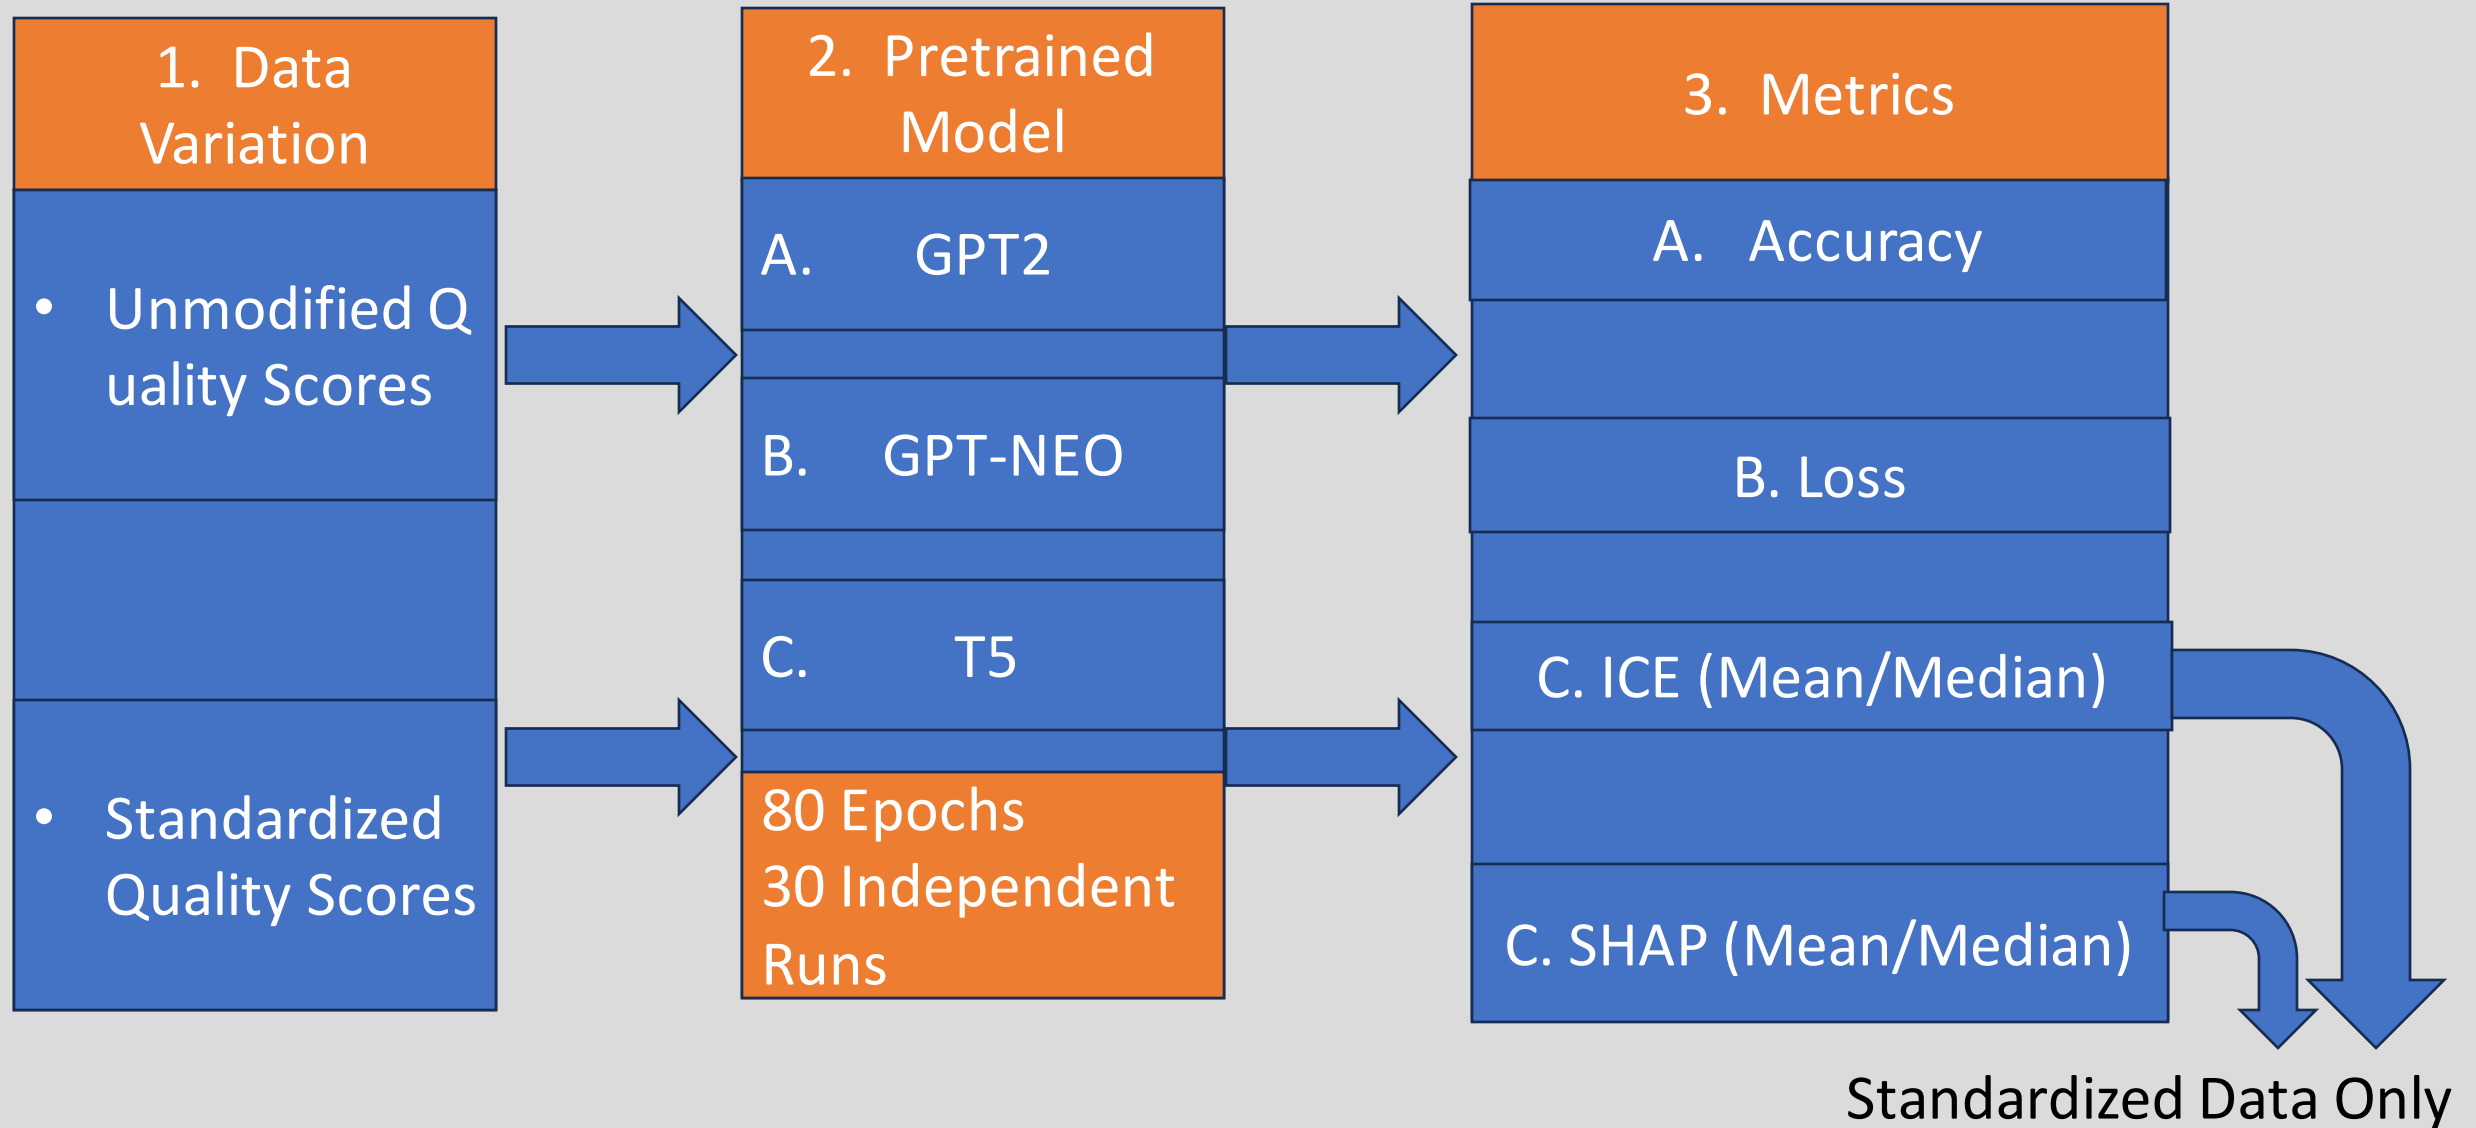 1. Data
Variation
• Unmodified Q
uality Scores
• Standardized
Quality Scores
2. Pretrained
Model
A. GPT2
B. GPT-NEO
C. T5
80 Epochs
30 Independent
Runs
3. Metrics
A. Accuracy
B. Loss
C. ICE (Mean/Median)
C. SHAP (Mean/Median)
Standardized Data Only